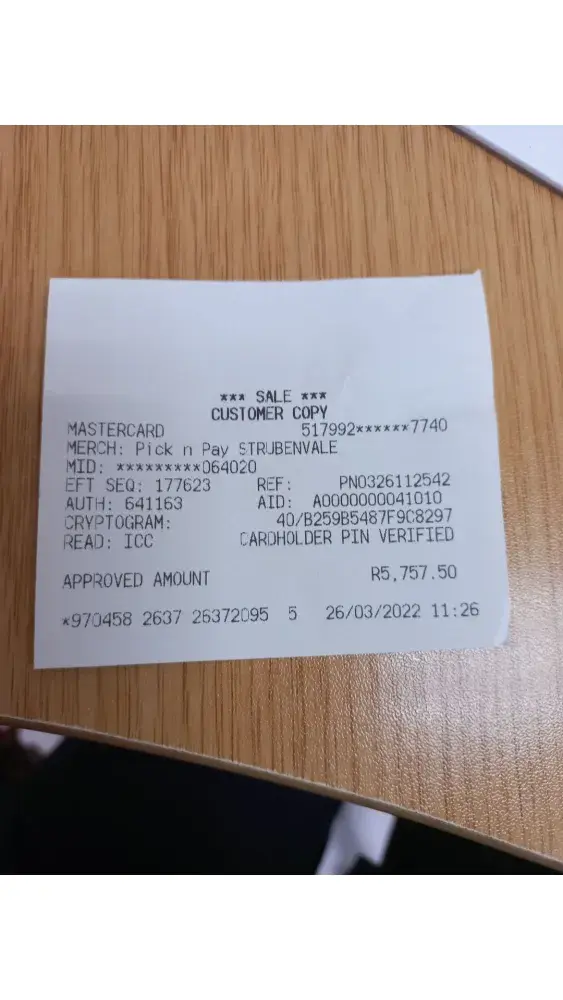 *** SALE ***
CUSTOMER COPY
MASTERCARD 517992******7740
MERCH: Pick n Pay STRUBENVALE
MID: *********064020
EFT SEQ: 177623 REF: PN0326112542
AUTH: 641163 AID: A0000000041010
CRYPTOGRAM: 40/B259B5487F9C8297
READ: ICC CARDHOLDER PIN VERIFIED
APPROVED AMOUNT R5,757.50
*970458 2637 26372095 5 26/03/2022 11:26